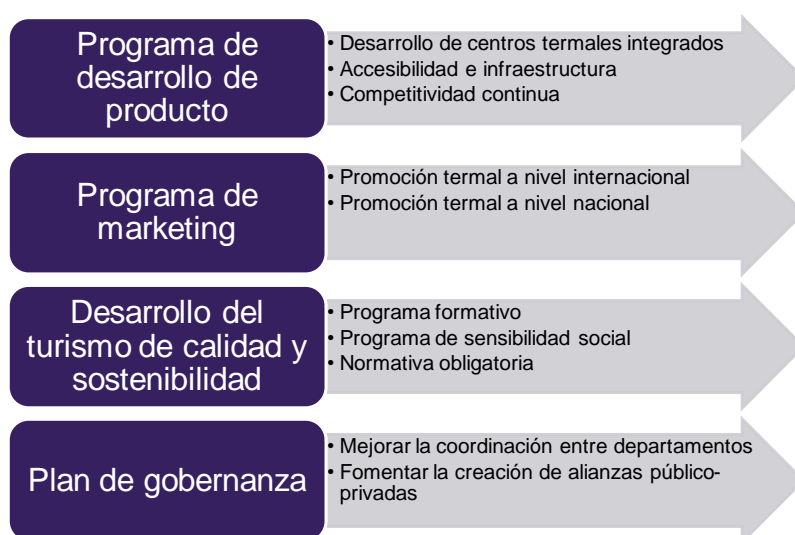 Programa de
desarrollo de
producto
• Desarrollo de centros termales integrados
• Accesibilidad e infraestructura
• Competitividad continua
Programa de
marketing
• Promoción termal a nivel internacional
• Promoción termal a nivel nacional
Desarrollo del
turismo de calidad y
sostenibilidad
• Programa formativo
• Programa de sensibilidad social
• Normativa obligatoria
Plan de gobernanza
• Mejorar la coordinación entre departamentos
• Fomentar la creación de alianzas público-
privadas